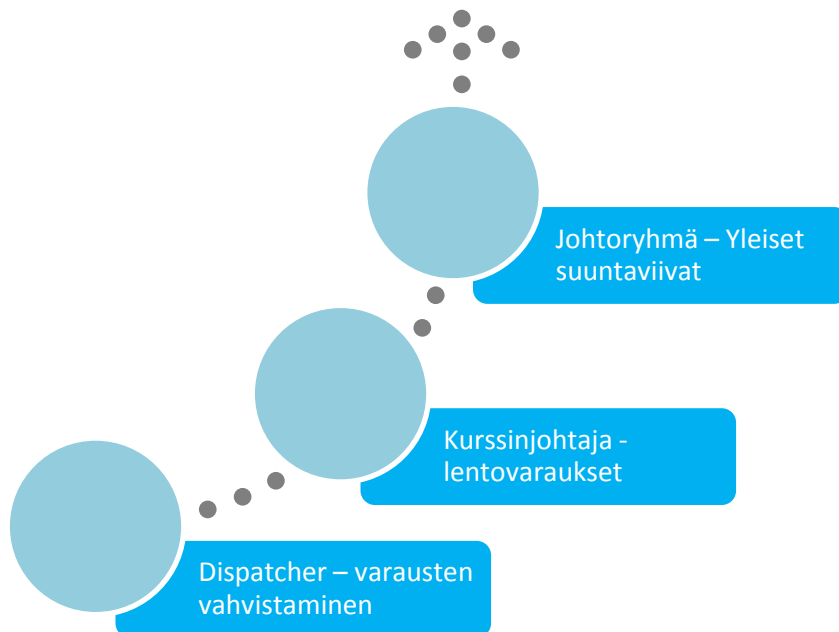 Johtoryhmä – Yleiset
suuntaviivat
Kurssinjohtaja -
lentovaraukset
Dispatcher – varausten
vahvistaminen